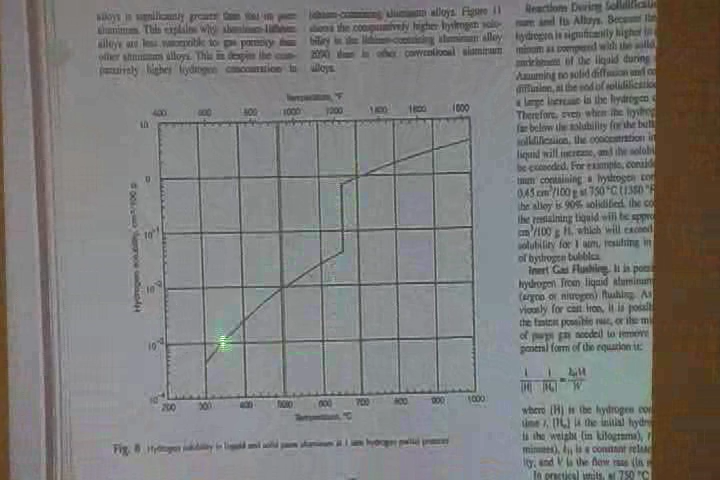 alloys is significantly greater than that in pure
aluminum. This explains why aluminum-lithium
alloys are less susceptible to gas porosity than
other aluminum alloys. This is despite the com-
paratively higher hydrogen concentration in
lithium-containing aluminum alloys. Figure 11
shows the comparatively higher hydrogen solu-
bility in the lithium-containing aluminum alloy
2090 than in other conventional aluminum
alloys.
Temperature, °F
400 600 800 1000 1200 1400 1600 1800
10
0
10⁻¹
10⁻²
10⁻³
10⁻⁴
Hydrogen solubility, cm³/100 g
200 300 400 500 600 700 800 900 1000
Temperature, °C
Fig. 8 Hydrogen solubility in liquid and solid pure aluminum at 1 atm hydrogen partial pressure
Reactions During Solidificatio
ture and Its Alloys. Because the
hydrogen is significantly higher in
minum as compared with the solid,
enrichment of the liquid during
Assuming no solid diffusion and
diffusion, at the end of solidification
a large increase in the hydrogen c
Therefore, even when the hydrog
far below the solubility for the
solidification, the concentration in
liquid will increase, and the solubi
be exceeded. For example, conside
containing a hydrogen con
0.45 cm³/100 g at 750 °C (1380 °F
the alloy is 90% solidified, the co
the remaining liquid will be appro
cm³/100 g H, which will exceed
solubility for 1 atm, resulting in
of hydrogen bubbles.
Inert Gas Flushing. It is possi
hydrogen from liquid aluminum
(argon or nitrogen) flushing. As
viously for cast iron, it is possib
the fastest possible rate, or the mi
of purge gas needed to remove
general form of the equation is:
where [H] is the hydrogen con
time t, [H₀] is the initial hydro
is the weight (in kilograms), t
minutes), is a constant relate
ity, and V is the flow rate (in
In practical units, at 750 °C